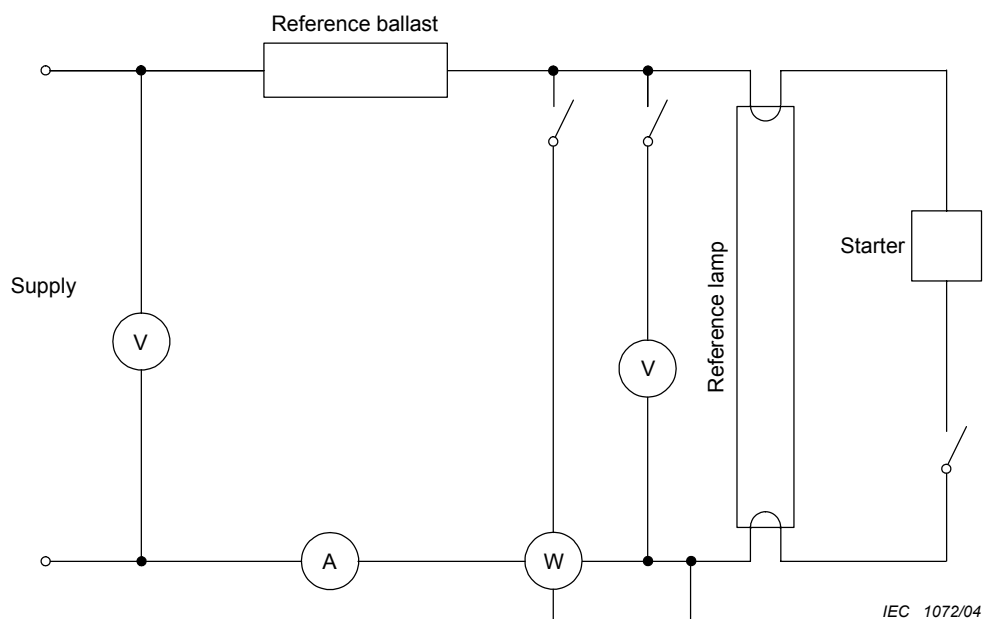 Reference ballast
Supply
V
V
Reference lamp
Starter
A
W
IEC 1072/04